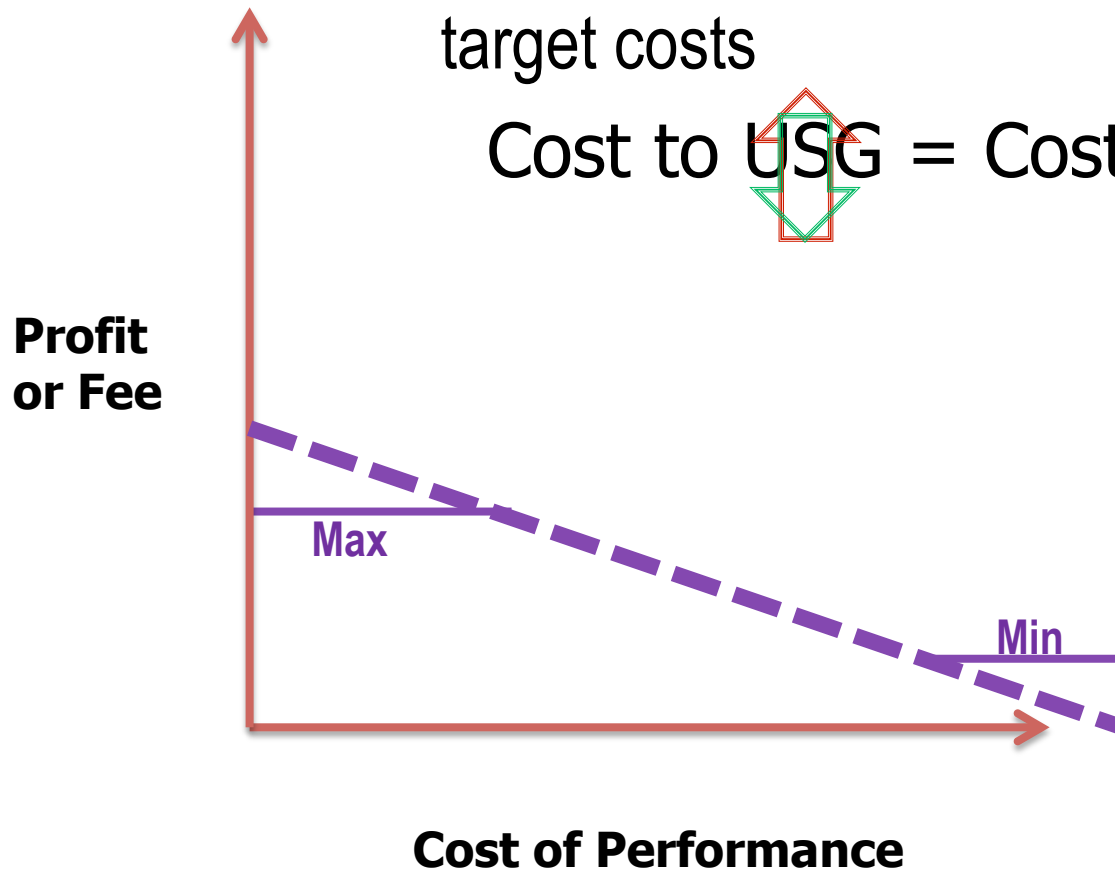 target costs
Cost to USG = Cost
Profit
or Fee
Max
Min
Cost of Performance